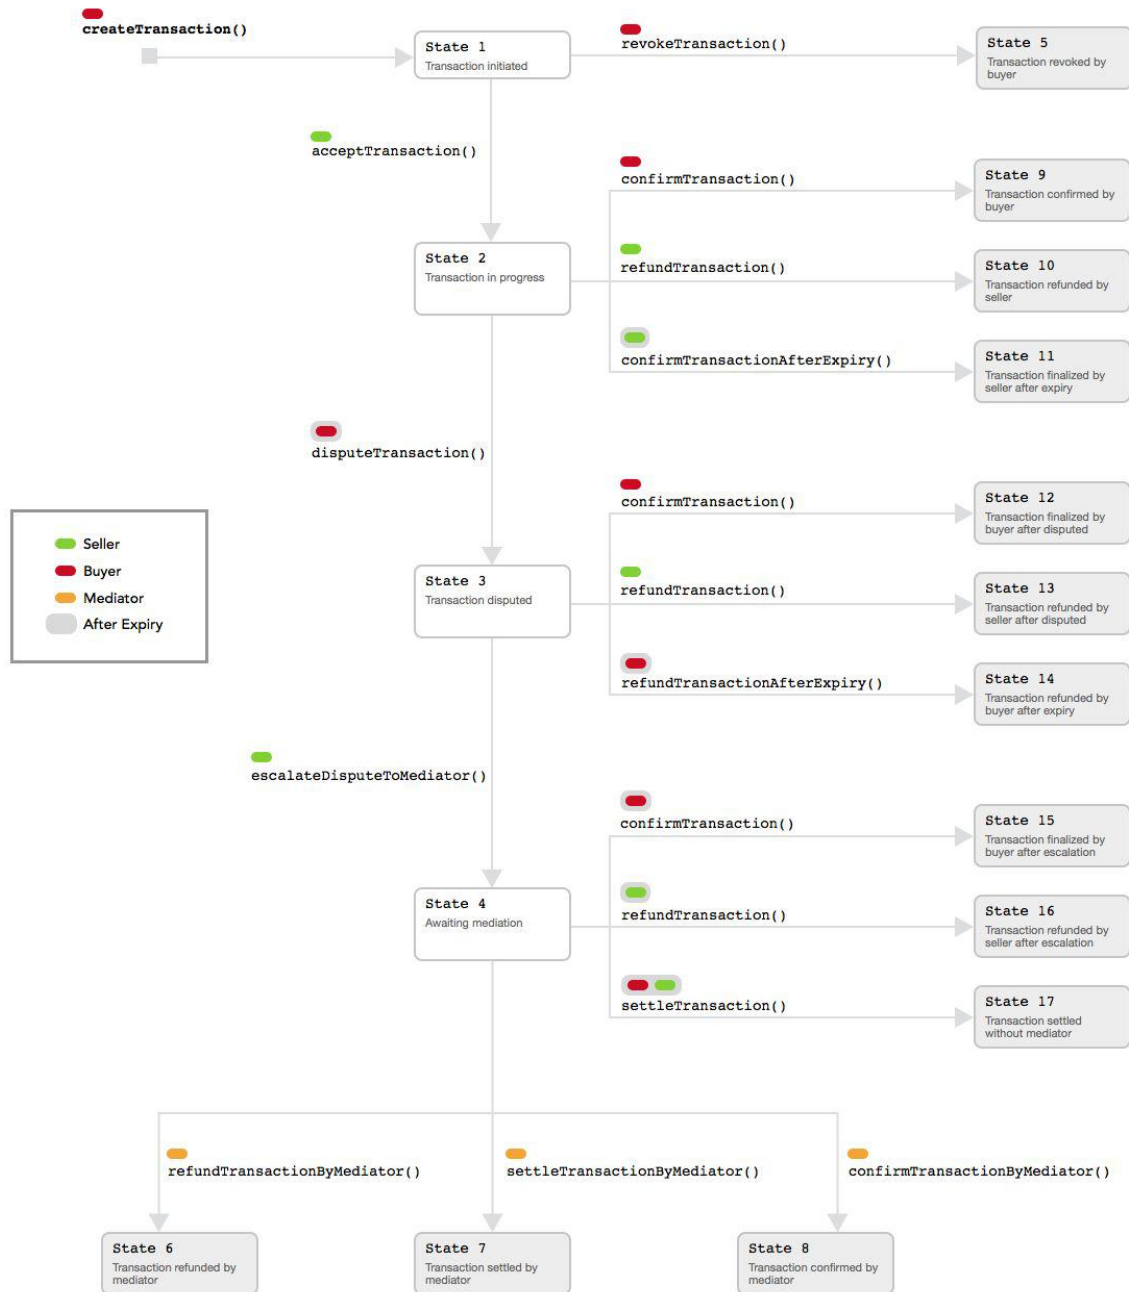 createTransaction()
State 1
Transaction initiated
revokeTransaction()
State 5
Transaction revoked by
buyer
acceptTransaction()
confirmTransaction()
State 9
Transaction confirmed by
buyer
State 2
Transaction in progress
refundTransaction()
State 10
Transaction refunded by
seller
confirmTransactionAfterExpiry()
State 11
Transaction finalized by
seller after expiry
disputeTransaction()
confirmTransaction()
State 12
Transaction finalized by
buyer after disputed
Seller
Buyer
Mediator
After Expiry
State 3
Transaction disputed
refundTransaction()
State 13
Transaction refunded by
seller after disputed
refundTransactionAfterExpiry()
State 14
Transaction refunded by
buyer after expiry
escalateDisputeToMediator()
confirmTransaction()
State 15
Transaction finalized by
buyer after escalation
State 4
Awaiting mediation
refundTransaction()
State 16
Transaction refunded by
seller after escalation
settleTransaction()
State 17
Transaction settled
without mediator
refundTransactionByMediator()
settleTransactionByMediator()
confirmTransactionByMediator()
State 6
Transaction refunded by
mediator
State 7
Transaction settled by
mediator
State 8
Transaction confirmed by
mediator